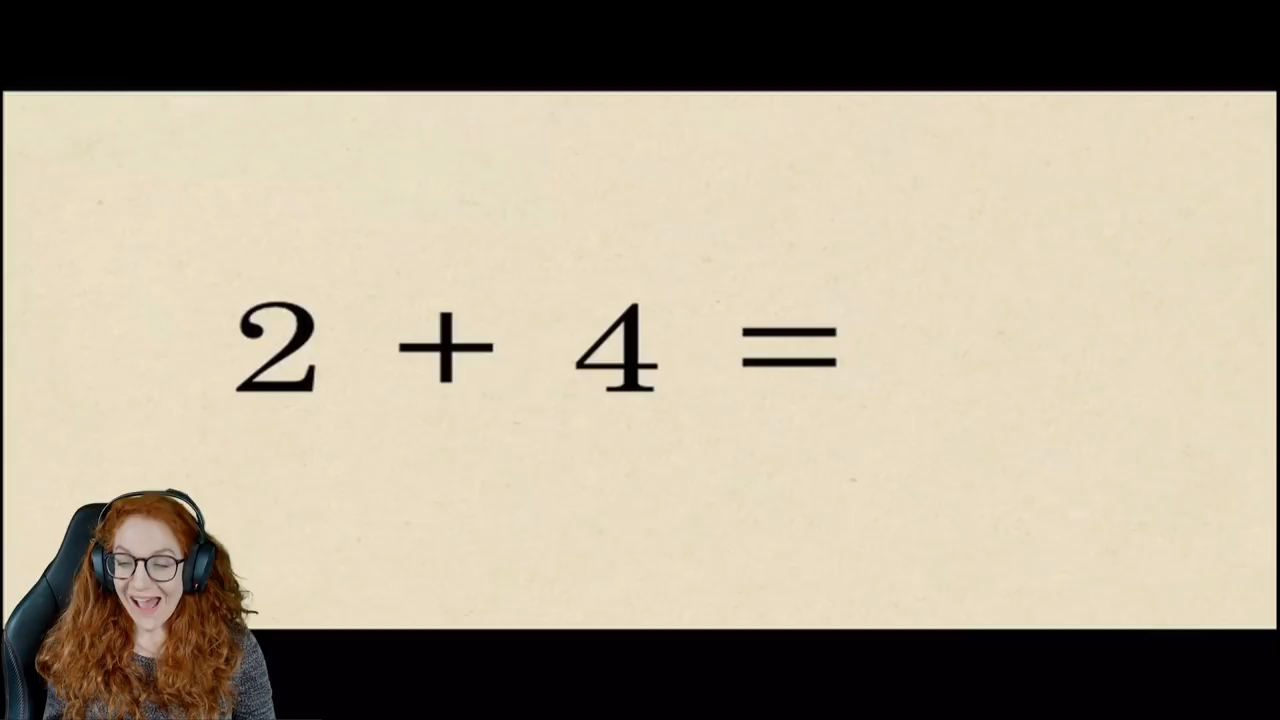 2 + 4 =